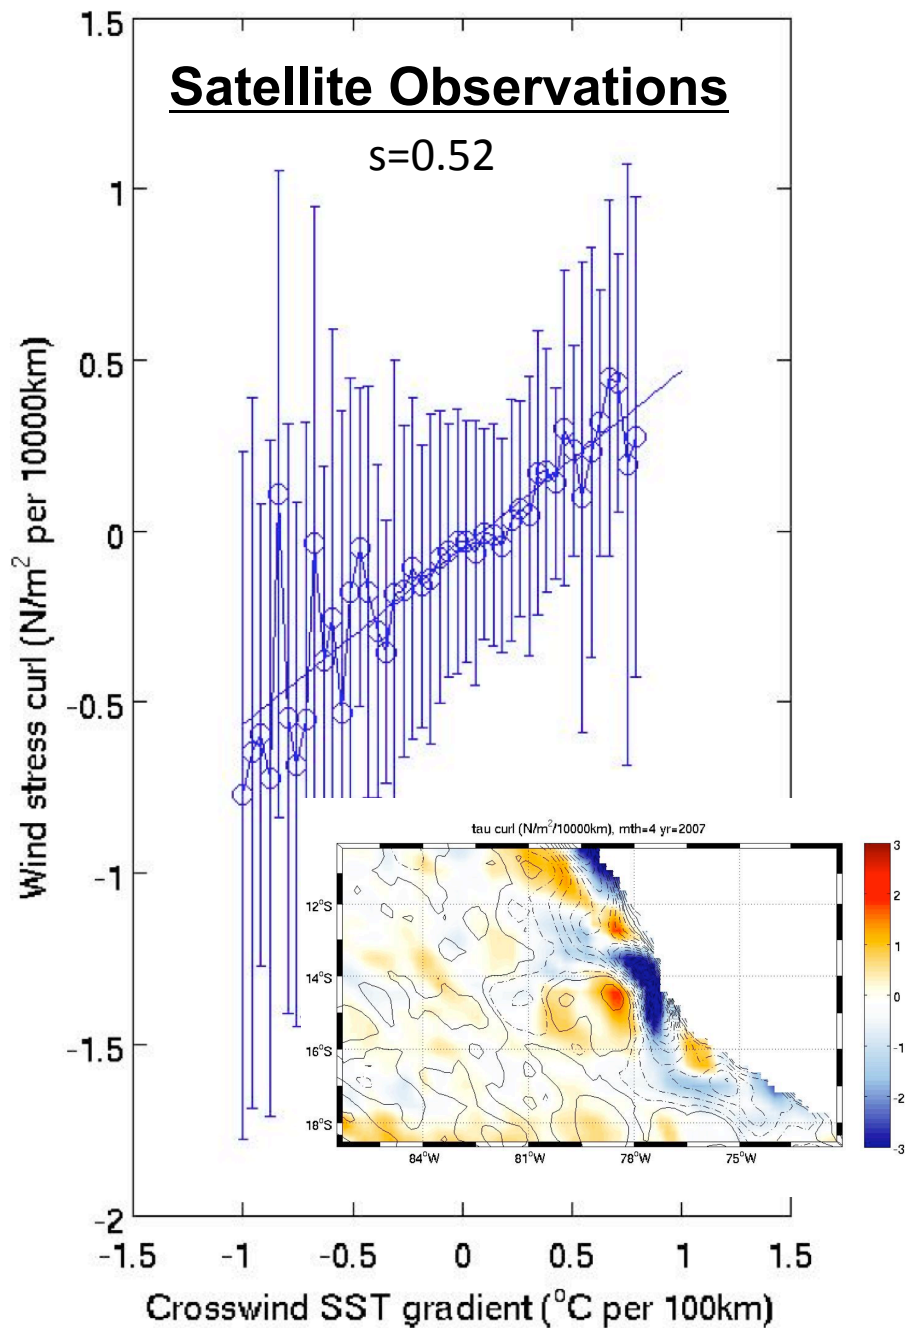 Satellite Observations
s=0.52
1.5
1
0.5
0
-0.5
-1
-1.5
-2
Wind stress curl (N/m² per 10000km)
-1.5
-1
-0.5
0
0.5
1
1.5
Crosswind SST gradient (°C per 100km)
tau curl (N/m²/10000km), mth=4 yr=2007
12°S
14°S
16°S
18°S
84°W
81°W
78°W
75°W
3
2
1
0
-1
-2
-3